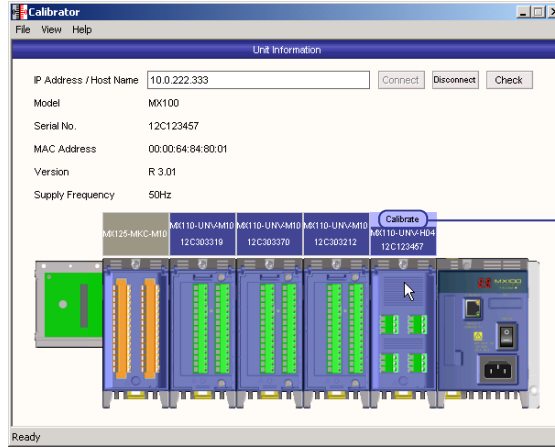 Calibrator
File View Help
Unit Information
IP Address / Host Name 10.0.222.333 Connect Disconnect Check
Model MX100
Serial No. 12C123457
MAC Address 00:00:64:84:80:01
Version R 3.01
Supply Frequency 50Hz
Calibrate
MX125-MKC-M10 MX110-UNV-M10 MX110-UNV-M10 MX110-UNV-M10 MX110-UNV-H04
12C303319 12C303370 12C303212 12C123457
MX100
Ready